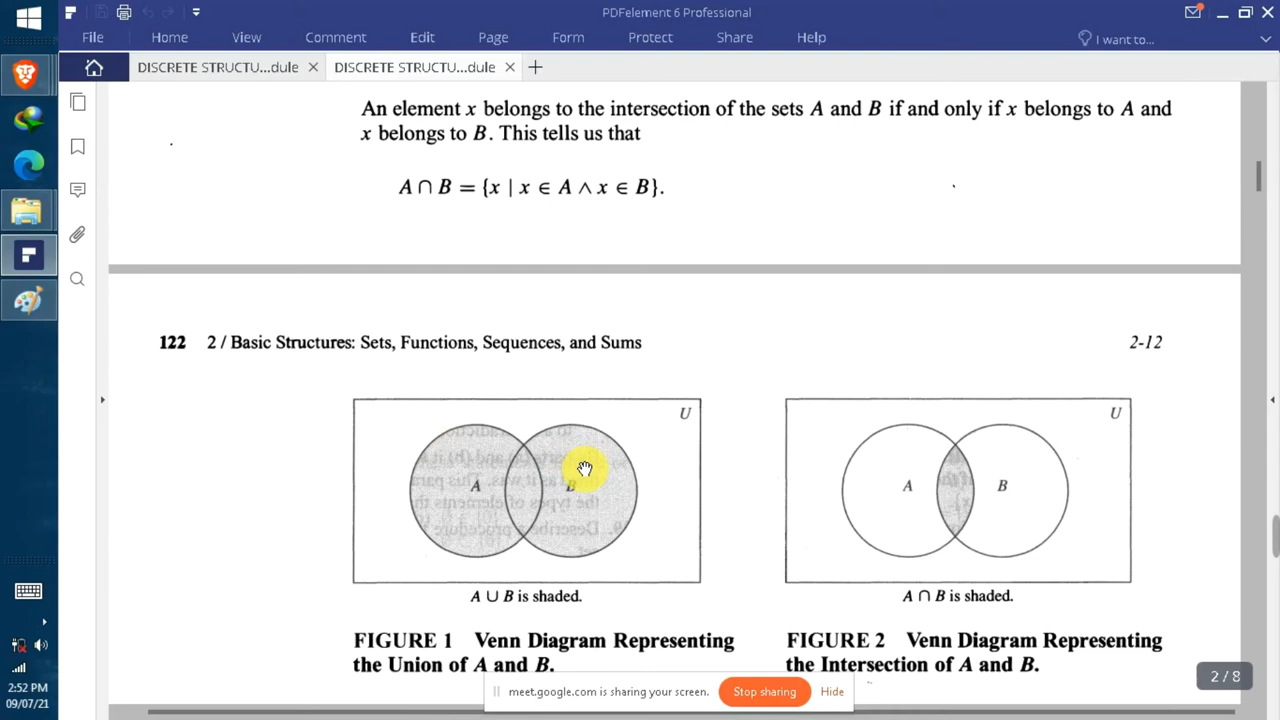 PDFelement 6 Professional
File Home View Comment Edit Page Form Protect Share Help I want to...
DISCRETE STRUCTU...dule DISCRETE STRUCTU...dule
An element x belongs to the intersection of the sets A and B if and only if x belongs to A and
x belongs to B. This tells us that
A ∩ B = {x | x ∈ A ∧ x ∈ B}.
122 2 / Basic Structures: Sets, Functions, Sequences, and Sums 2-12
U
A B
A ∪ B is shaded.
FIGURE 1 Venn Diagram Representing
the Union of A and B.
U
A B
A ∩ B is shaded.
FIGURE 2 Venn Diagram Representing
the Intersection of A and B.
meet.google.com is sharing your screen. Stop sharing Hide
2 / 8
2:52 PM
09/07/21